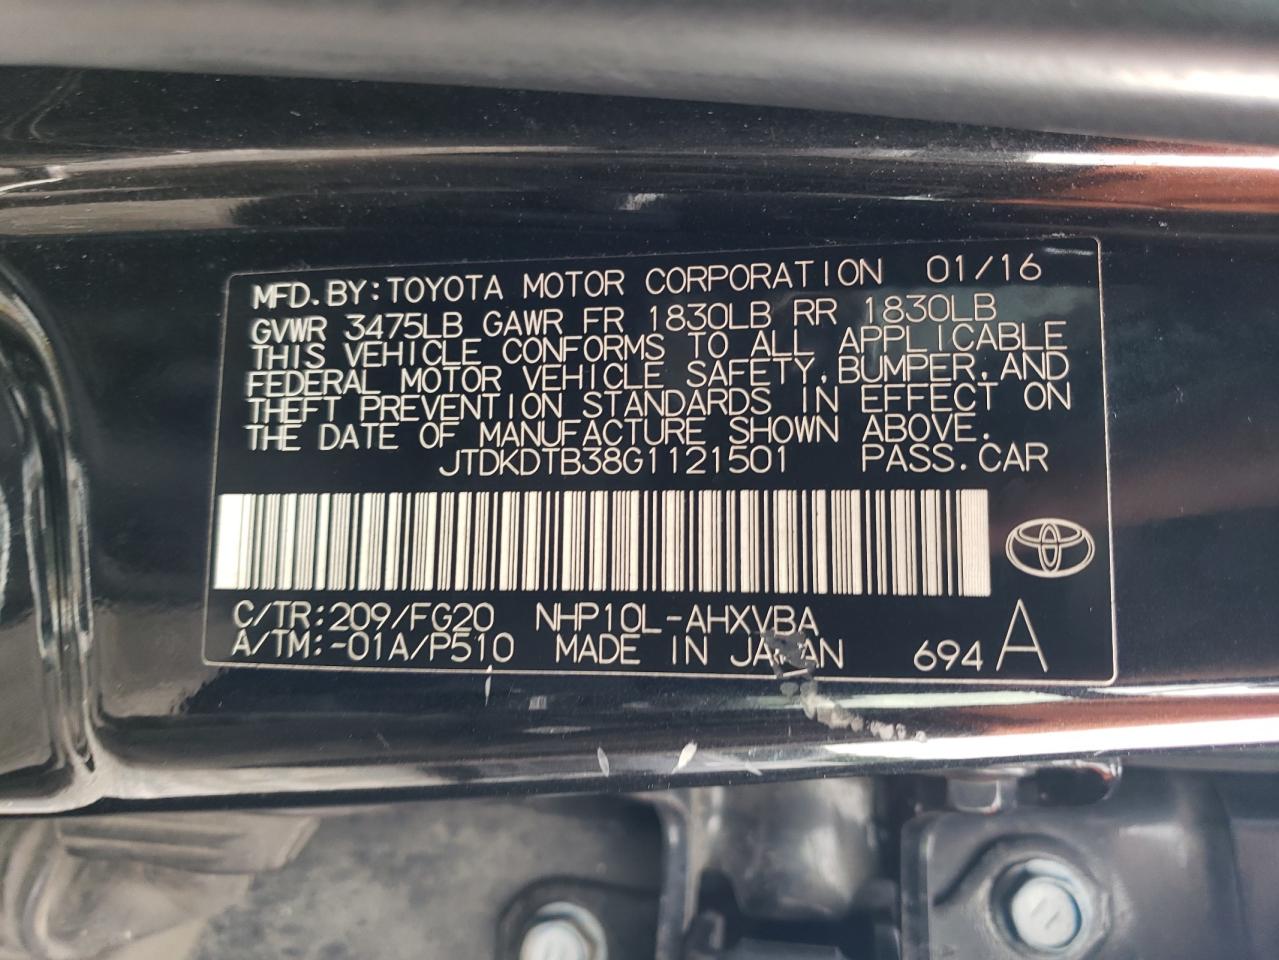 MFD.BY:TOYOTA MOTOR CORPORATION 01/16
GVWR 3475LB GAWR FR 1830LB RR 1830LB
THIS VEHICLE CONFORMS TO ALL APPLICABLE
FEDERAL MOTOR VEHICLE SAFETY,BUMPER,AND
THEFT PREVENTION STANDARDS IN EFFECT ON
THE DATE OF MANUFACTURE SHOWN ABOVE.
JTDKDTB38G1121501 PASS.CAR
C/TR:209/FG20 NHP10L-AHXVBA
A/TM:-01A/P510 MADE IN JAPAN 694 A